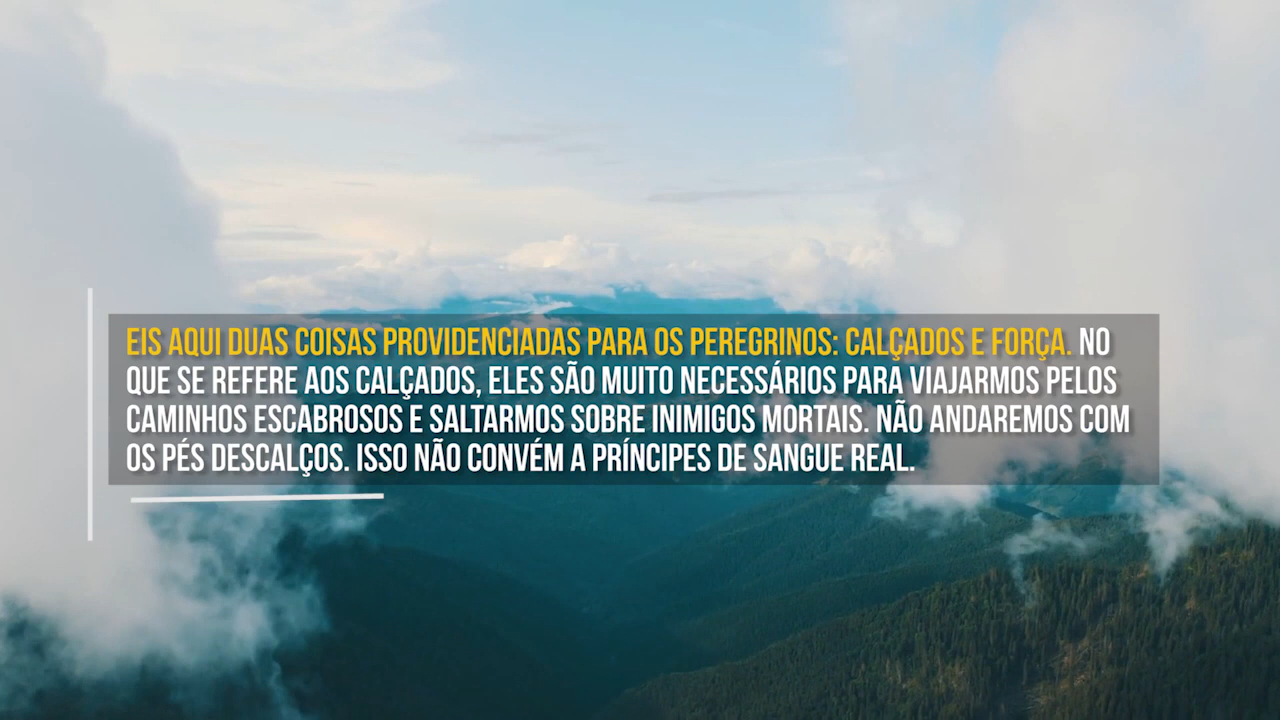 EIS AQUI DUAS COISAS PROVIDENCIADAS PARA OS PEREGRINOS: CALÇADOS E FORÇA. NO
QUE SE REFERE AOS CALÇADOS, ELES SÃO MUITO NECESSÁRIOS PARA VIAJARMOS PELOS
CAMINHOS ESCABROSOS E SALTARMOS SOBRE INIMIGOS MORTAIS. NÃO ANDAREMOS COM
OS PÉS DESCALÇOS. ISSO NÃO CONVÉM A PRÍNCIPES DE SANGUE REAL.